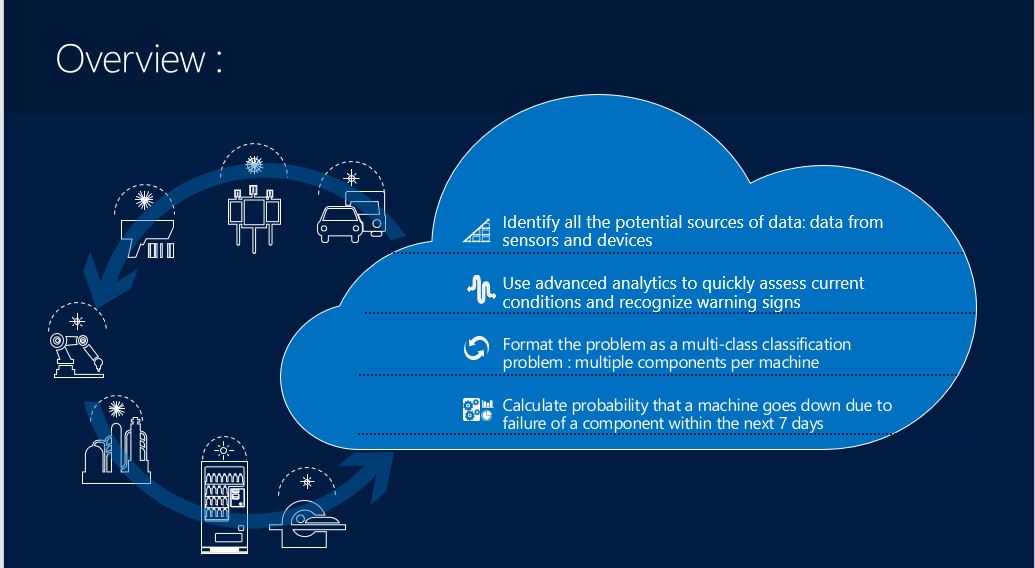 Overview :
Identify all the potential sources of data: data from
sensors and devices
Use advanced analytics to quickly assess current
conditions and recognize warning signs
Format the problem as a multi-class classification
problem : multiple components per machine
Calculate probability that a machine goes down due to
failure of a component within the next 7 days